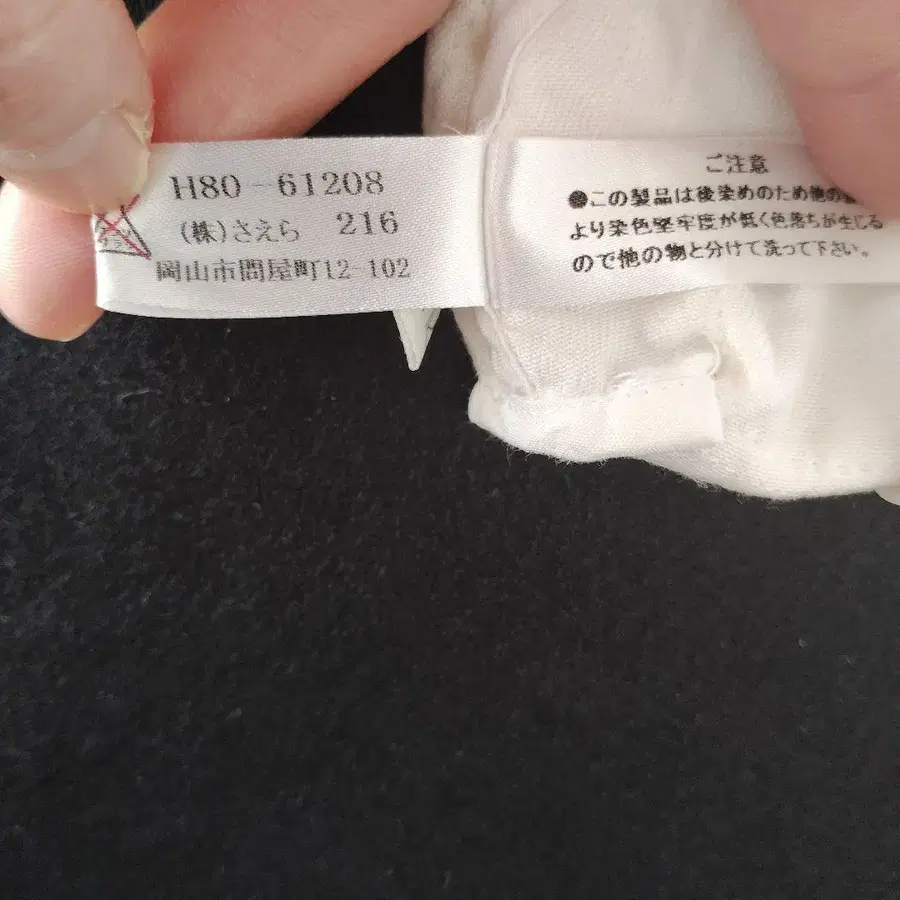 H80-61208
(株)さえら 216
岡山市問屋町12-102
ご注意
●この製品は後染めのため他の
より染色堅牢度が低く色落ちが生じる
ので他の物と分けて洗って下さい。